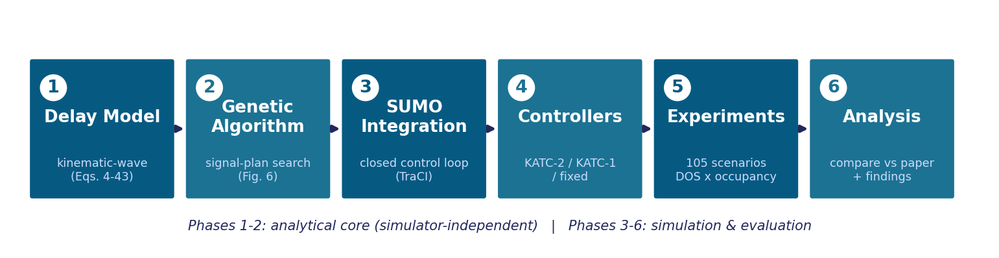 1
Delay Model
kinematic-wave
(Eqs. 4-43)
2
Genetic
Algorithm
signal-plan search
(Fig. 6)
3
SUMO
Integration
closed control loop
(TraCI)
4
Controllers
KATC-2 / KATC-1
/ fixed
5
Experiments
105 scenarios
DOS x occupancy
6
Analysis
compare vs paper
+ findings
Phases 1-2: analytical core (simulator-independent) | Phases 3-6: simulation & evaluation